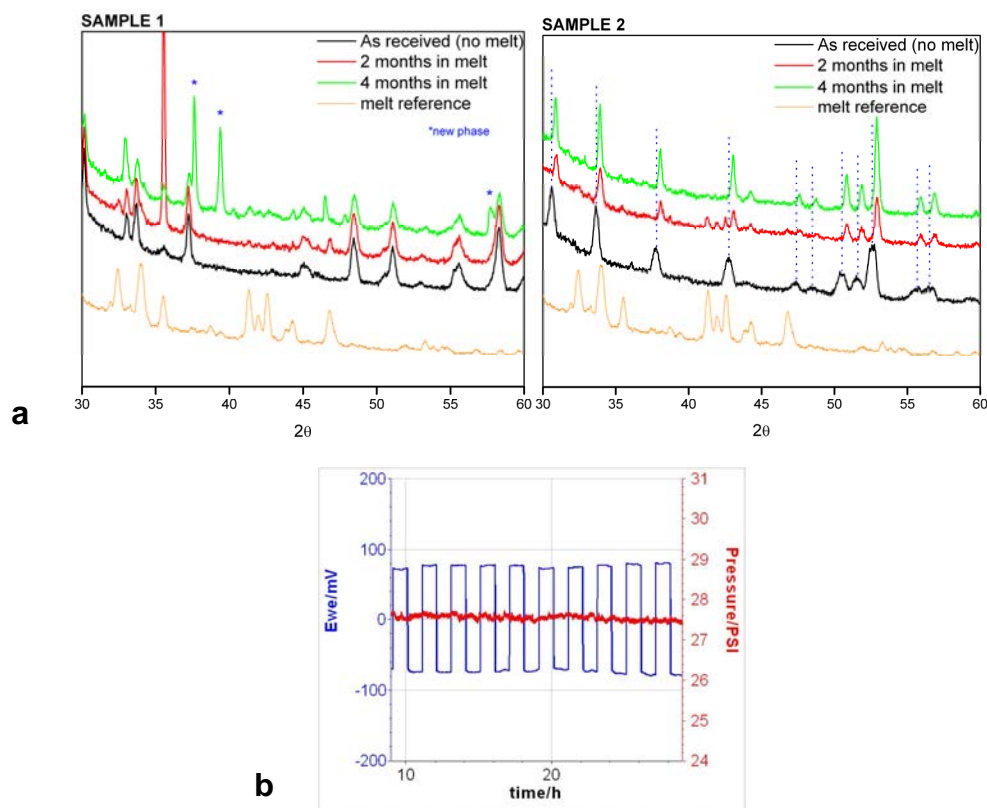 SAMPLE 1
As received (no melt)
2 months in melt
4 months in melt
melt reference
*
*
*new phase
*
30 35 40 45 50 55 60
2θ
SAMPLE 2
As received (no melt)
2 months in melt
4 months in melt
melt reference
30 35 40 45 50 55 60
2θ
a
200
100
0
-100
-200
Ewe/mV
31
30
29
28
27
26
25
24
Pressure/PSI
10 20
time/h
b